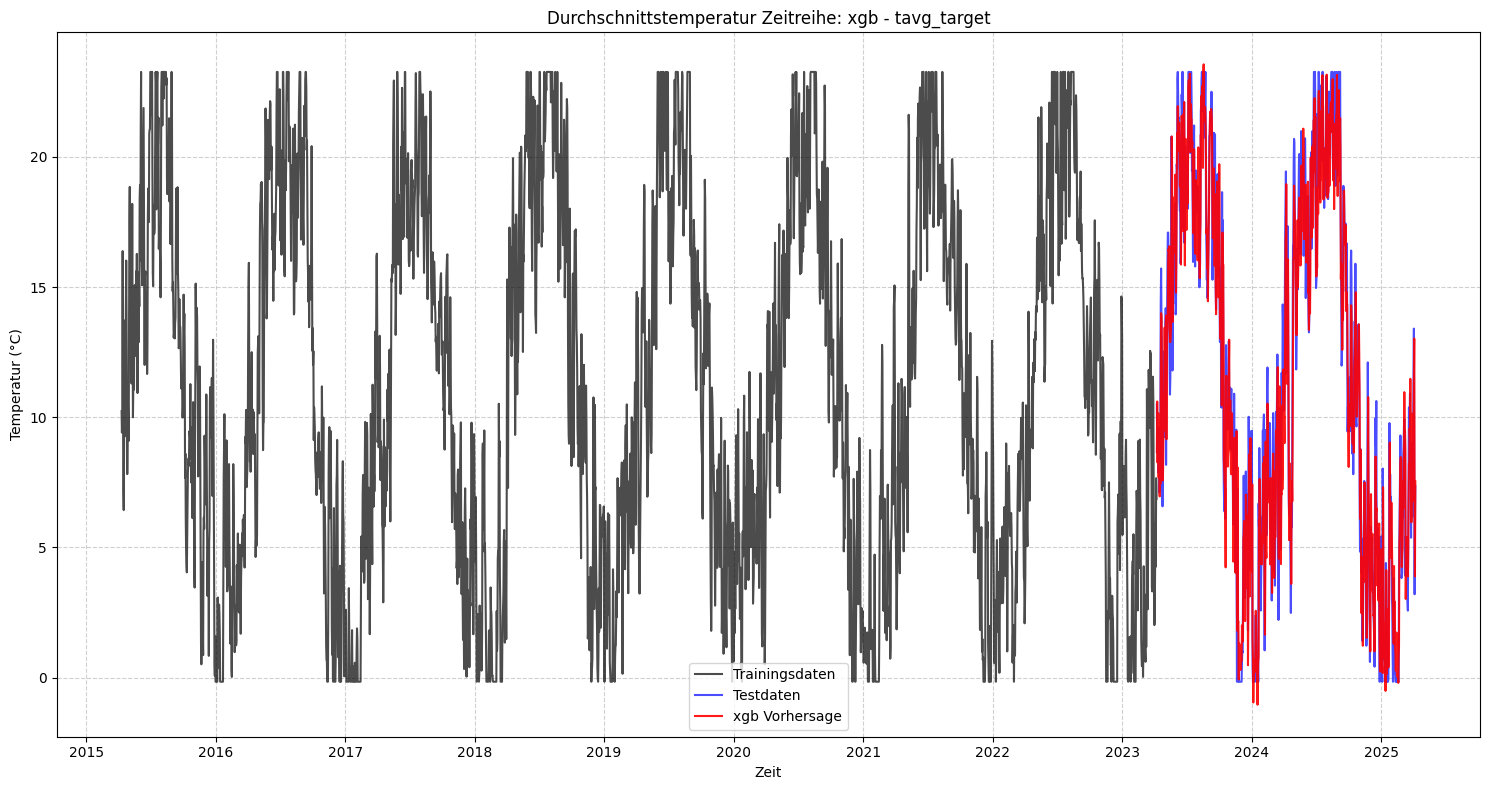 Durchschnittstemperatur Zeitreihe: xgb - tavg_target
Temperatur (°C)
20
15
10
5
0
Trainingsdaten
Testdaten
xgb Vorhersage
2015 2016 2017 2018 2019 2020 2021 2022 2023 2024 2025
Zeit